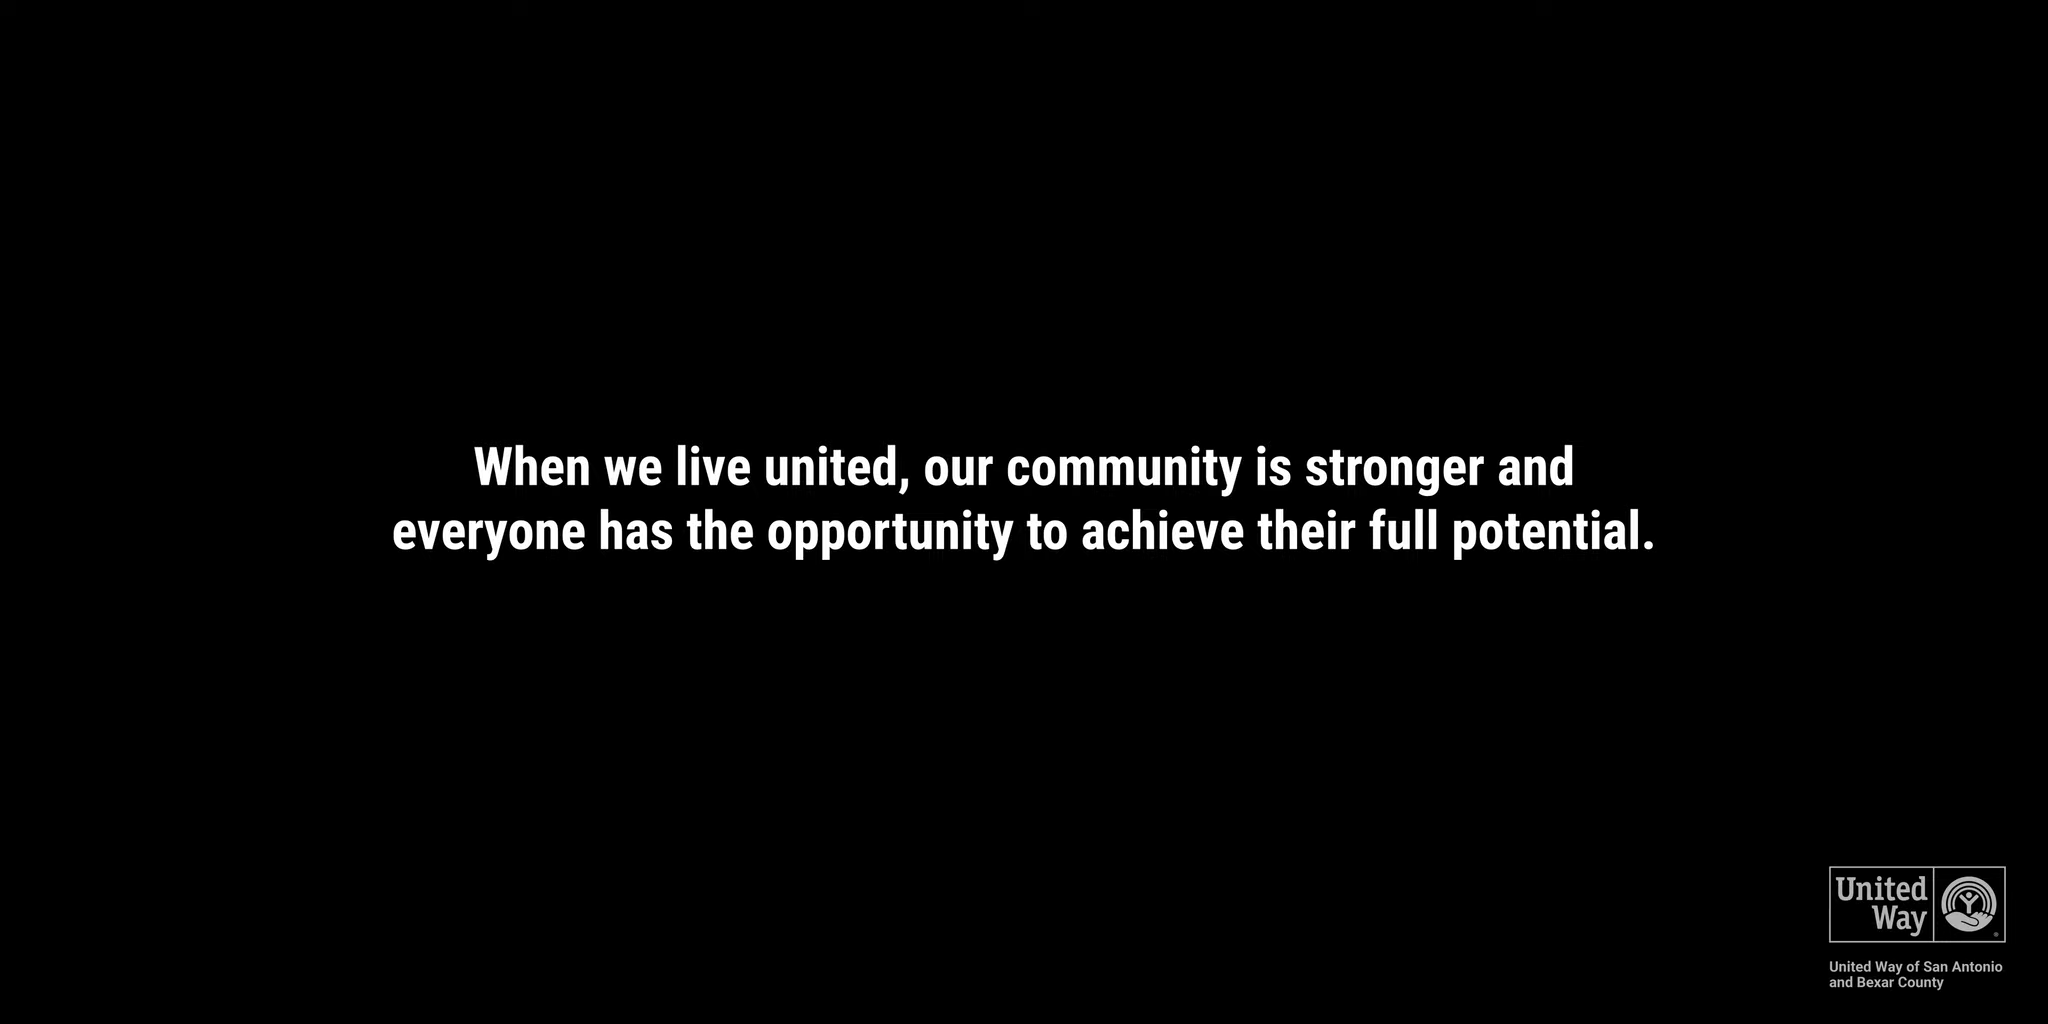 When we live united, our community is stronger and
everyone has the opportunity to achieve their full potential.
United
Way
United Way of San Antonio
and Bexar County